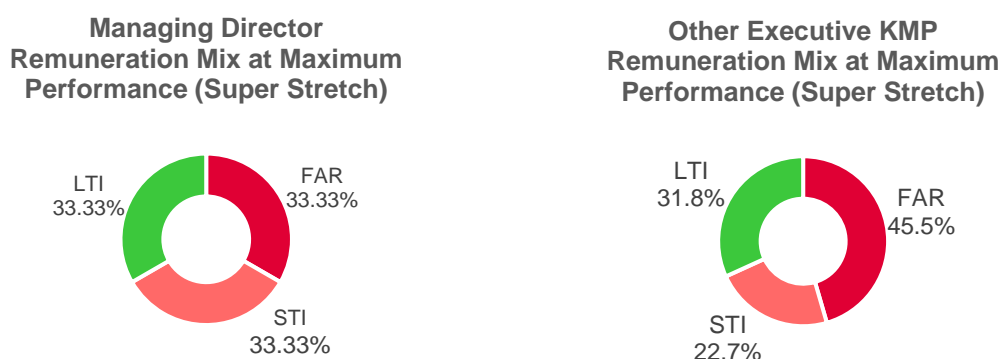 Managing Director
Remuneration Mix at Maximum
Performance (Super Stretch)
LTI
33.33%
FAR
33.33%
STI
33.33%
Other Executive KMP
Remuneration Mix at Maximum
Performance (Super Stretch)
LTI
31.8%
FAR
45.5%
STI
22.7%